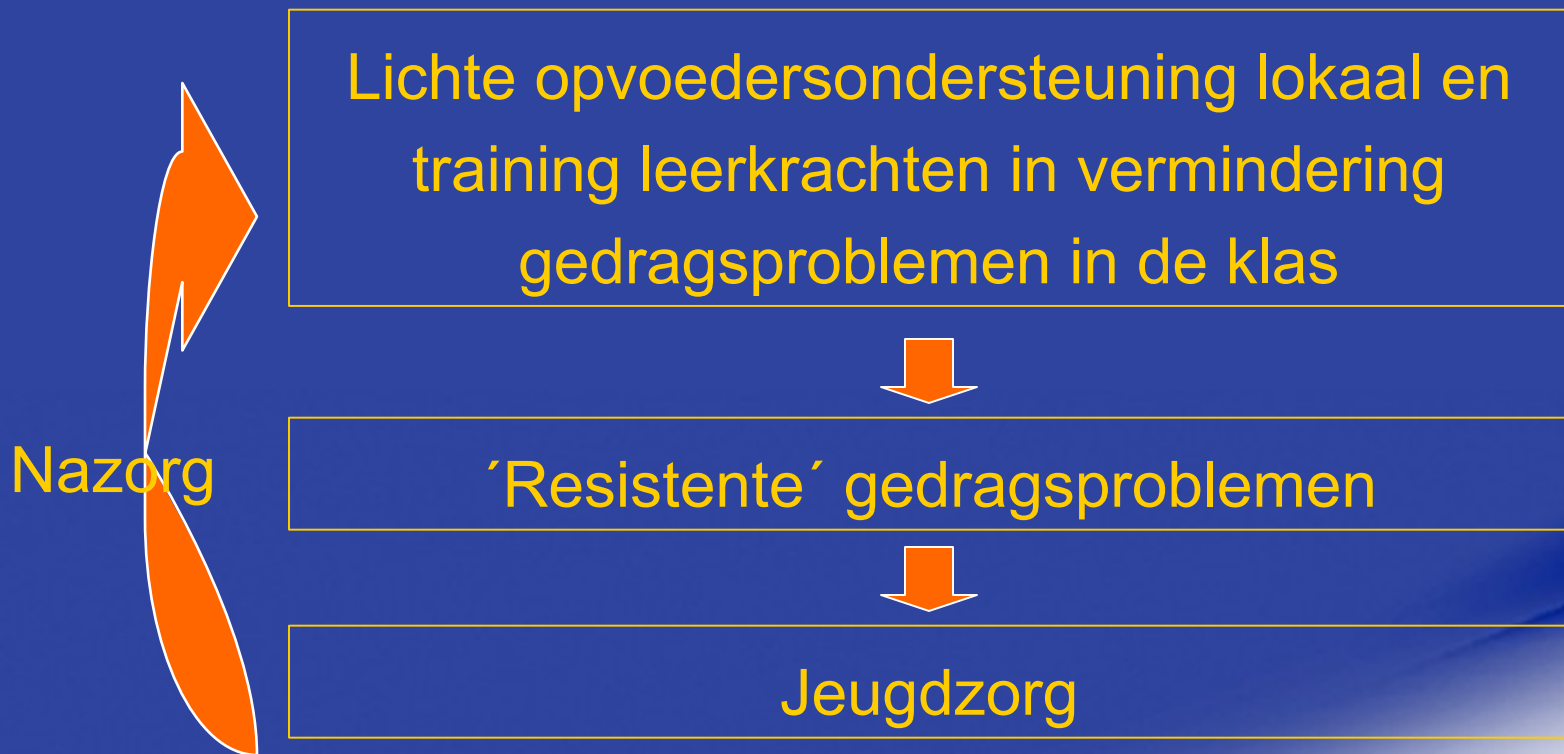 Lichte opvoedersondersteuning lokaal en
training leerkrachten in vermindering
gedragsproblemen in de klas
Nazorg
´Resistente´ gedragsproblemen
Jeugdzorg